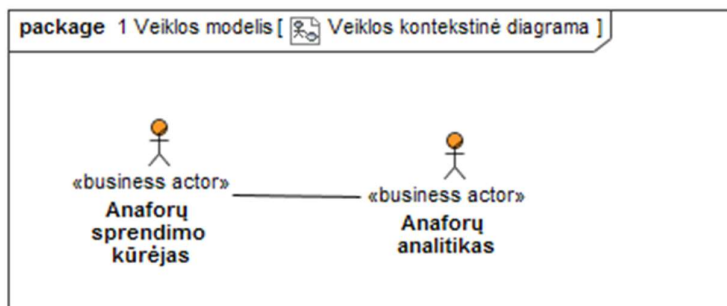 package 1 Veiklos modelis [ Veiklos kontekstinė diagrama ]
«business actor»
Anaforų
sprendimo
kūrėjas
«business actor»
Anaforų
analitikas